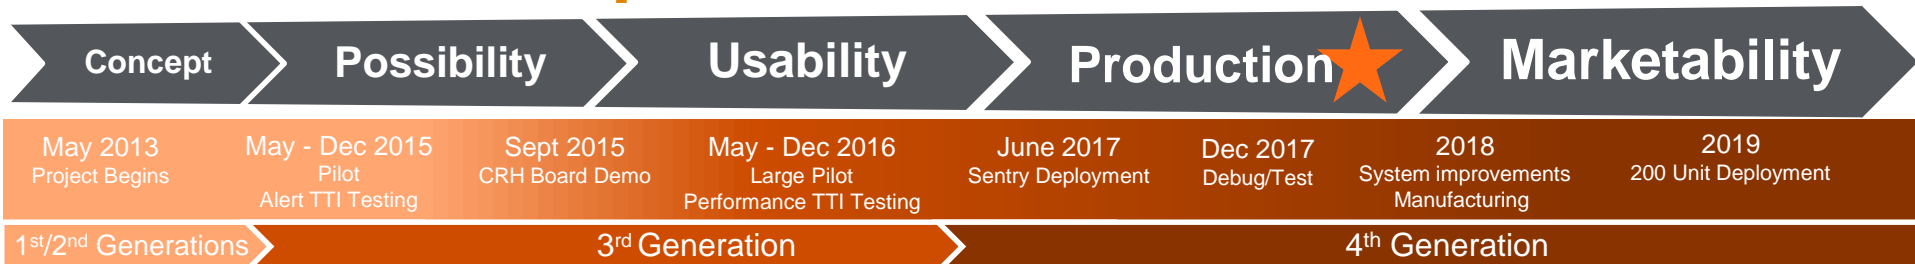 Concept
Possibility
Usability
Production
Marketability
May 2013
Project Begins
May - Dec 2015
Pilot
Alert TTI Testing
Sept 2015
CRH Board Demo
May - Dec 2016
Large Pilot
Performance TTI Testing
June 2017
Sentry Deployment
Dec 2017
Debug/Test
2018
System improvements
Manufacturing
2019
200 Unit Deployment
1st/2nd Generations
3rd Generation
4th Generation